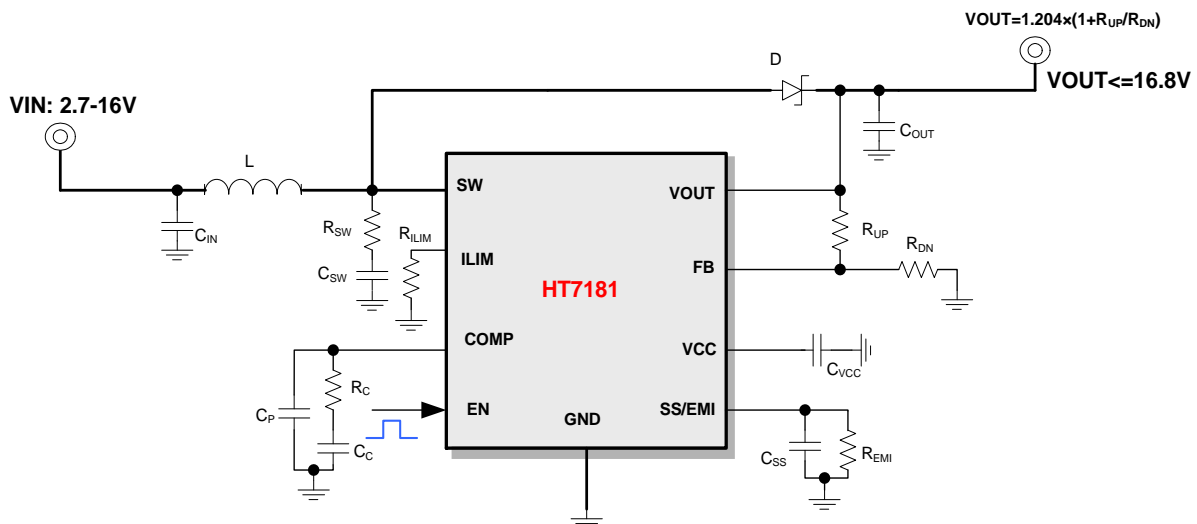 VOUT=1.204×(1+RUP/RDN)
D
VOUT<=16.8V
VIN: 2.7-16V
COUT
L
SW
VOUT
RSW
RILIM
RUP
CIN
RDN
ILIM
FB
CSW
HT7181
COMP
VCC
CVCC
RC
CP
EN
GND
SS/EMI
CC
CSS
REMI